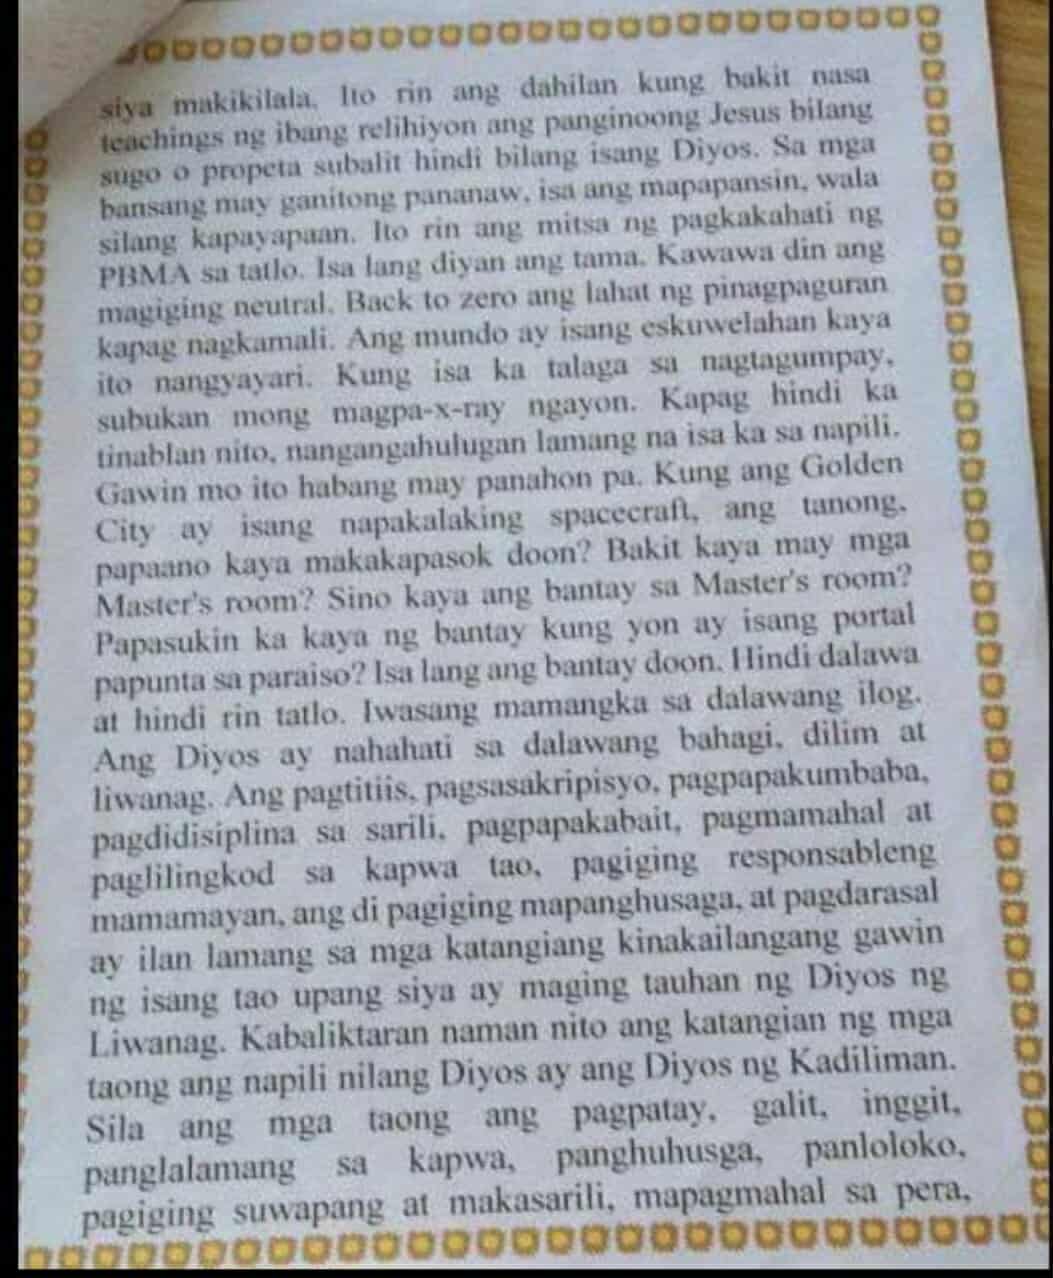 siya makikilala. Ito rin ang dahilan kung bakit nasa
teachings ng ibang relihiyon ang panginoong Jesus bilang
sugo o propeta subalit hindi bilang isang Diyos. Sa mga
bansang may ganitong pananaw, isa ang mapapansin, wala
silang kapayapaan. Ito rin ang mitsa ng pagkakahati ng
PBMA sa tatlo. Isa lang diyan ang tama. Kawawa din ang
magiging neutral. Back to zero ang lahat ng pinagpaguran
kapag nagkamali. Ang mundo ay isang eskuwelahan kaya
ito nangyayari. Kung isa ka talaga sa nagtagumpay,
subukan mong magpa-x-ray ngayon. Kapag hindi ka
tinablan nito, nangangahulugan lamang na isa ka sa napili.
Gawin mo ito habang may panahon pa. Kung ang Golden
City ay isang napakalaking spacecraft, ang tanong,
papaano kaya makakapasok doon? Bakit kaya may mga
Master's room? Sino kaya ang bantay sa Master's room?
Papasukin ka kaya ng bantay kung yon ay isang portal
papunta sa paraiso? Isa lang ang bantay doon. Hindi dalawa
at hindi rin tatlo. Iwasang mamangka sa dalawang ilog.
Ang Diyos ay nahahati sa dalawang bahagi, dilim at
liwanag. Ang pagtitiis, pagsasakripisyo, pagpapakumbaba,
pagdidisiplina sa sarili, pagpapakabait, pagmamahal at
paglilingkod sa kapwa tao, pagiging responsableng
mamamayan, ang di pagiging mapanghusaga, at pagdarasal
ay ilan lamang sa mga katangiang kinakailangang gawin
ng isang tao upang siya ay maging tauhan ng Diyos ng
Liwanag. Kabaliktaran naman nito ang katangian ng mga
taong ang napili nilang Diyos ay ang Diyos ng Kadiliman.
Sila ang mga taong ang pagpatay, galit, inggit,
panglalamang sa kapwa, panghuhusga, panloloko,
pagiging suwapang at makasarili, mapagmahal sa pera,